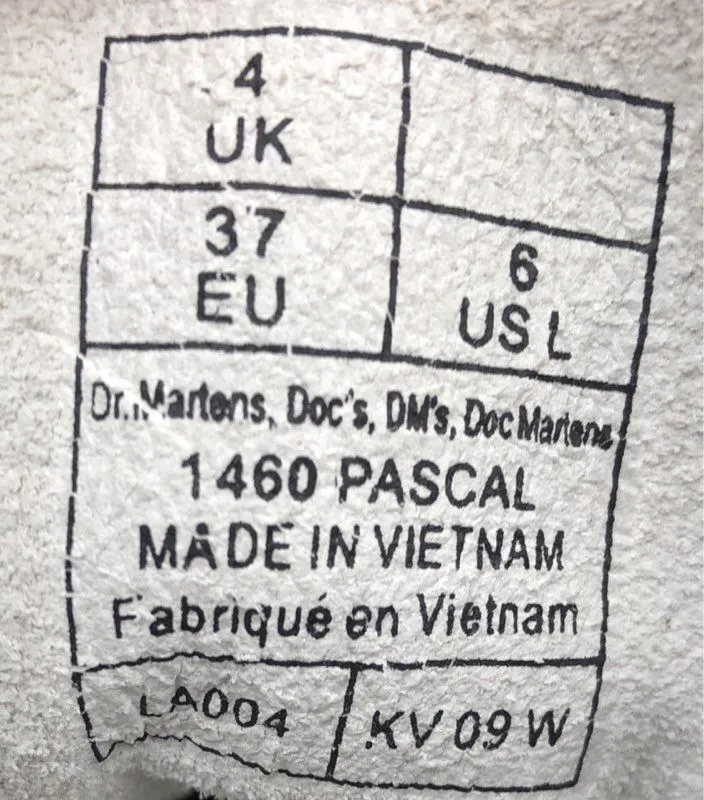 4
UK
37
EU
6
US L
Dr. Martens, Doc's, DM's, Doc Martens
1460 PASCAL
MADE IN VIETNAM
Fabriqué en Vietnam
LA004
KV 09 W